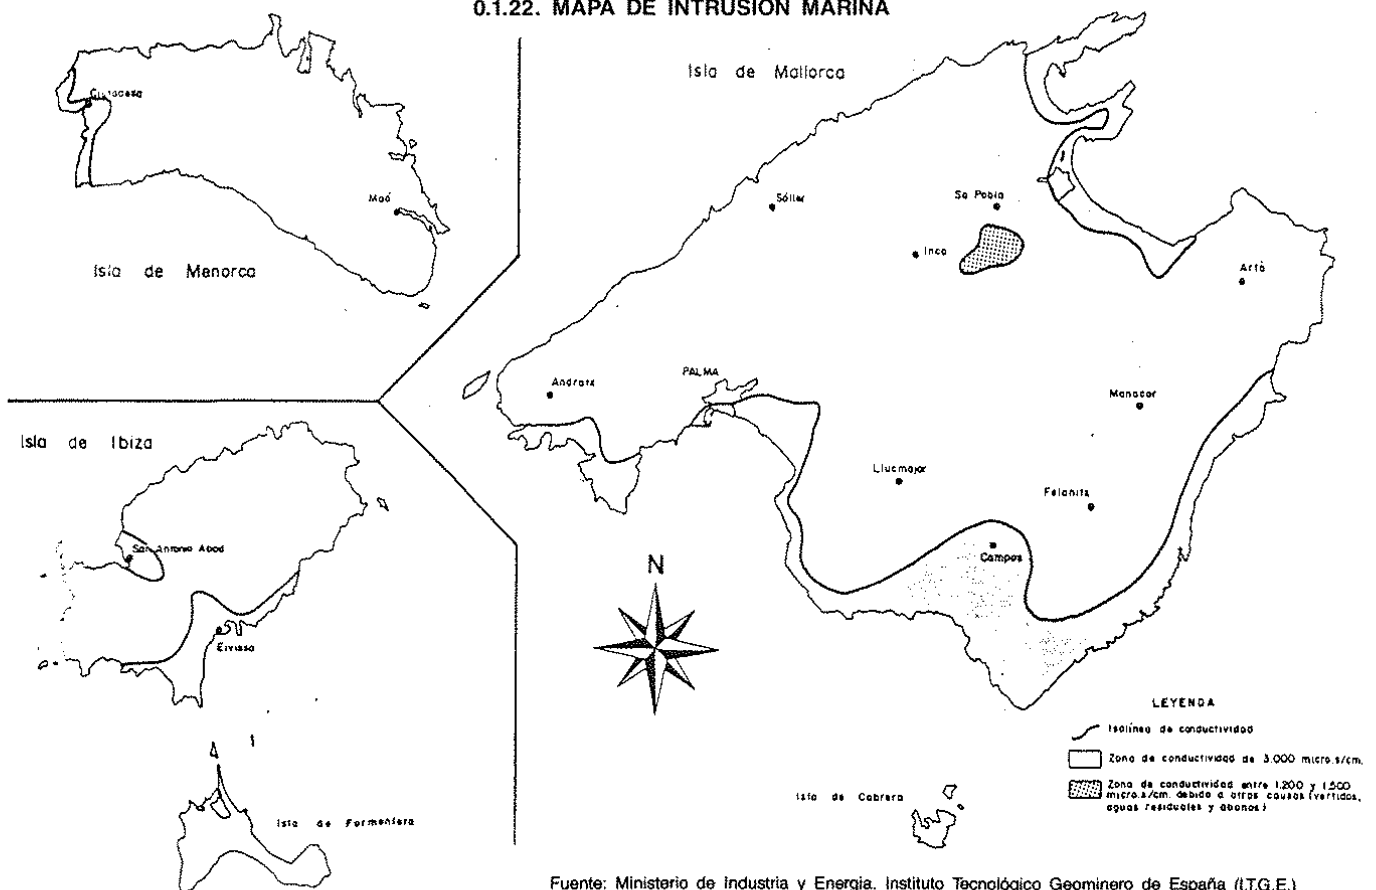 0.1.22. MAPA DE INTRUSION MARINA
Isla de Mallorca
Ciutadesa
Maó
Isla de Menorca
Sóller
Sa Pobla
Inca
Artà
Andratx
PALMA
Manacor
Isla de Ibiza
Llucmajor
Felanitx
San Antonio Abad
Campos
N
Eivissa
LEYENDA
Isolínea de conductividad
Zona de conductividad de 3.000 micro.s/cm.
Zona de conductividad entre 1.200 y 1.500
micro.s/cm. debido a otras causas (vertidos,
aguas residuales y abonos)
Isla de Cabrera
Isla de Formentera
Fuente: Ministerio de Industria y Energia. Instituto Tecnológico Geominero de España (I.T.G.E.)